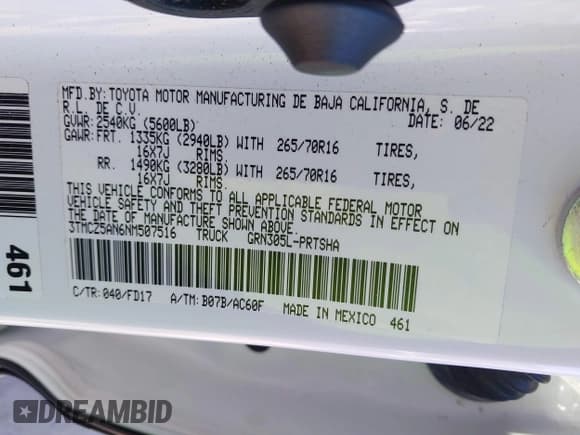 MFD.BY:TOYOTA MOTOR MANUFACTURING DE BAJA CALIFORNIA, S. DE
R.L. DE C.V. DATE: 06/22
GVWR: 2540KG (5600LB)
GAWR: FRT. 1335KG (2940LB) WITH 265/70R16 TIRES,
16X7J RIMS.
RR. 1490KG (3280LB) WITH 265/70R16 TIRES,
16X7J RIMS.
THIS VEHICLE CONFORMS TO ALL APPLICABLE FEDERAL MOTOR
VEHICLE SAFETY AND THEFT PREVENTION STANDARDS IN EFFECT ON
THE DATE OF MANUFACTURE SHOWN ABOVE.
3TMCZ5AN6NM507516 TRUCK GRN305L-PRTSHA
C/TR: 040/FD17 A/TM: B07B/AC60F MADE IN MEXICO 461
461
DREAMBID